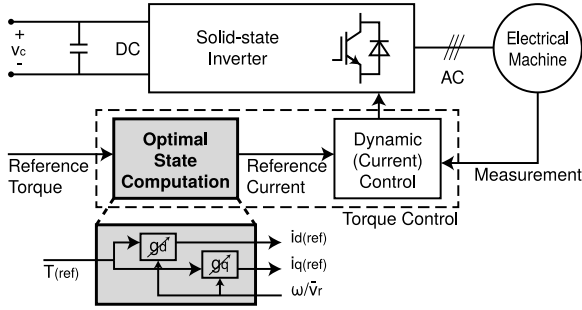 +
vc
-
DC
Solid-state
Inverter
AC
Electrical
Machine
Reference
Torque
Optimal
State
Computation
Reference
Current
Dynamic
(Current)
Control
Measurement
Torque Control
T(ref)
gd
gq
id(ref)
iq(ref)
ω/v̄r